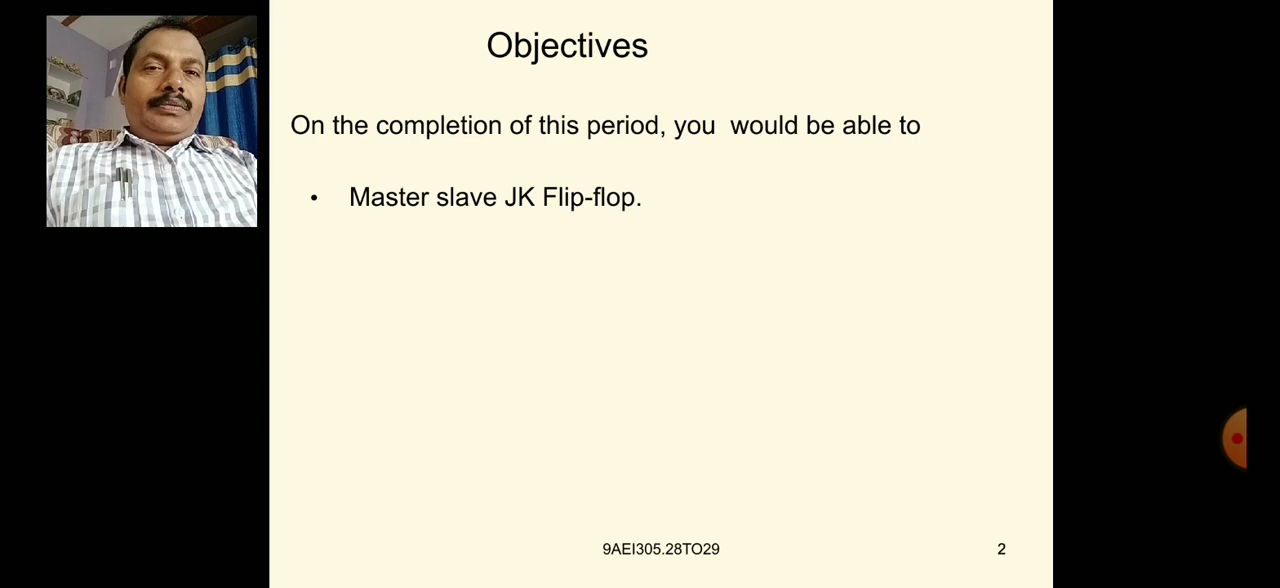 Objectives
On the completion of this period, you would be able to
• Master slave JK Flip-flop.
9AEI305.28TO29
2